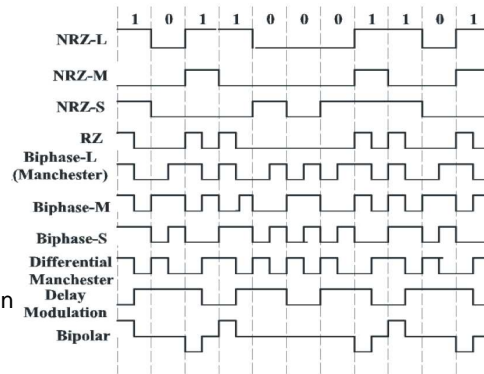 1 0 1 1 0 0 0 1 1 0 1
NRZ-L
NRZ-M
NRZ-S
RZ
Biphase-L
(Manchester)
Biphase-M
Biphase-S
Differential
Manchester
n
Delay
Modulation
Bipolar